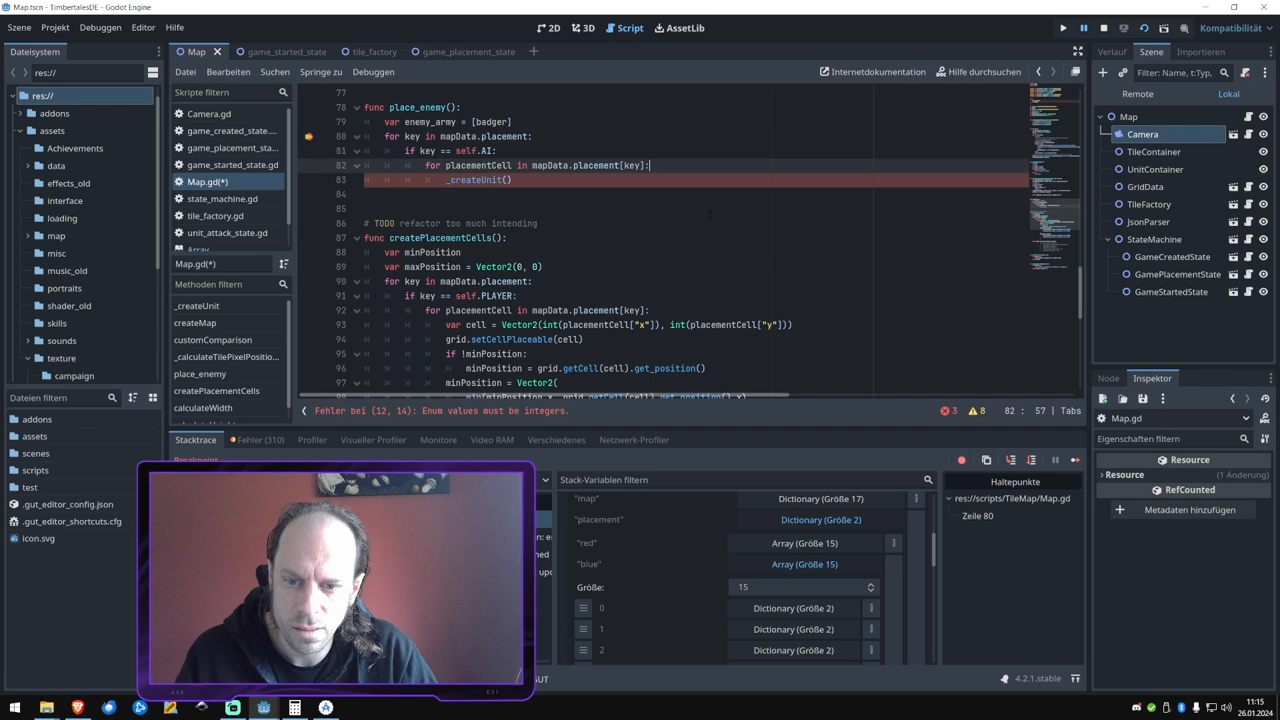 Map.tscn - TimbertalesDE - Godot Engine
Szene Projekt Debuggen Editor Hilfe
2D 3D Script AssetLib
Kompatibilität
Dateisystem
Map game_started_state tile_factory game_placement_state
Verlauf Szene Importieren
res://
Datei Bearbeiten Suchen Springe zu Debuggen
Internetdokumentation Hilfe durchsuchen
Filter: Name, t:Typ,
Remote Lokal
res://
addons
assets
Achievements
data
effects_old
interface
loading
map
misc
music_old
portraits
shader_old
skills
sounds
texture
campaign
Dateien filtern
addons
assets
scenes
scripts
test
.gut_editor_config.json
.gut_editor_shortcuts.cfg
icon.svg
Skripte filtern
Camera.gd
game_created_state....
game_placement_sta...
game_started_state.gd
Map.gd(*)
state_machine.gd
tile_factory.gd
unit_attack_state.gd
Array
Map.gd(*)
Methoden filtern
_createUnit
createMap
customComparison
_calculateTilePixelPositio...
place_enemy
createPlacementCells
calculateWidth
77
78 func place_enemy():
79 var enemy_army = [badger]
80 for key in mapData.placement:
81 if key == self.AI:
82 for placementCell in mapData.placement[key]:
83 _createUnit()
84
85
86 # TODO refactor too much intending
87 func createPlacementCells():
88 var minPosition
89 var maxPosition = Vector2(0, 0)
90 for key in mapData.placement:
91 if key == self.PLAYER:
92 for placementCell in mapData.placement[key]:
93 var cell = Vector2(int(placementCell["x"]), int(placementCell["y"]))
94 grid.setCellPlaceable(cell)
95 if !minPosition:
96 minPosition = grid.getCell(cell).get_position()
97 minPosition = Vector2(
min(minPosition.x, grid.getCell(cell).get_position().x)
Fehler bei (12, 14): Enum values must be integers.
3 8 82 : 57 | Tabs
Stacktrace Fehler (310) Profiler Visueller Profiler Monitore Video RAM Verschiedenes Netzwerk-Profiler
Breakpoint
Stack-Variablen filtern
"map" Dictionary (Größe 17)
"placement" Dictionary (Größe 2)
"red" Array (Größe 15)
"blue" Array (Größe 15)
Größe: 15
0 Dictionary (Größe 2)
1 Dictionary (Größe 2)
2 Dictionary (Größe 2)
Haltepunkte
res://scripts/TileMap/Map.gd
Zeile 80
GUT
4.2.1.stable
Map
Camera
TileContainer
UnitContainer
GridData
TileFactory
JsonParser
StateMachine
GameCreatedState
GamePlacementState
GameStartedState
Node Inspektor
Map.gd
Eigenschaften filtern
Resource
Resource (1 Änderung)
RefCounted
Metadaten hinzufügen
11:15
26.01.2024